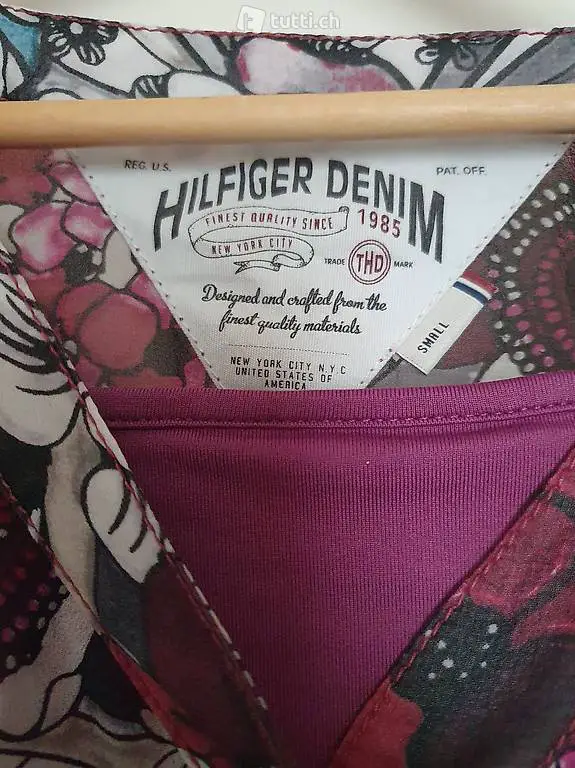 tutti.ch
REG. U.S.
PAT. OFF.
HILFIGER DENIM
FINEST QUALITY SINCE
1985
NEW YORK CITY
TRADE THD MARK
Designed and crafted from the
finest quality materials
SMALL
NEW YORK CITY N.Y.C
UNITED STATES OF
AMERICA